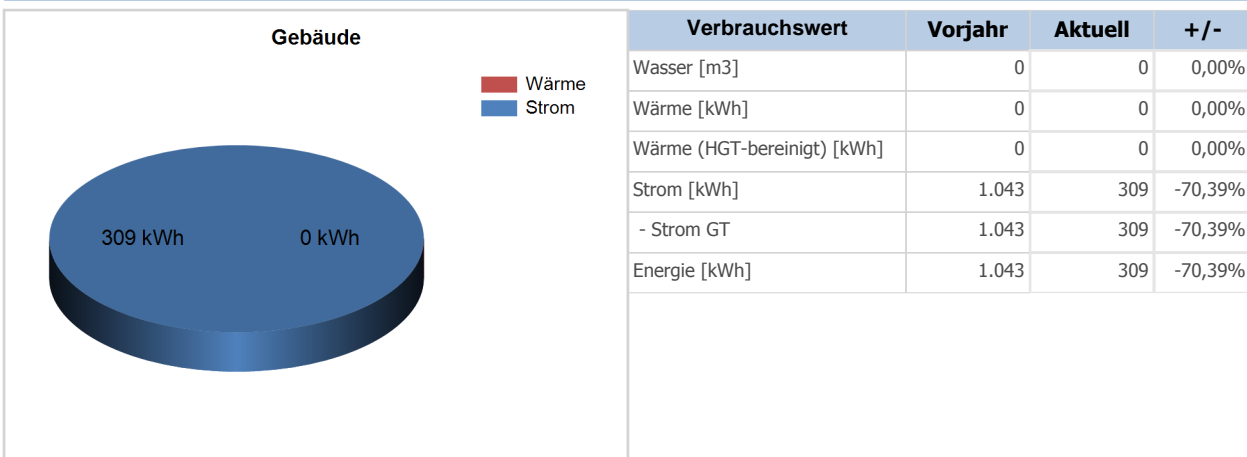 Gebäude
Wärme
Strom
309 kWh 0 kWh
Verbrauchswert Vorjahr Aktuell +/-
Wasser [m3] 0 0 0,00%
Wärme [kWh] 0 0 0,00%
Wärme (HGT-bereinigt) [kWh] 0 0 0,00%
Strom [kWh] 1.043 309 -70,39%
- Strom GT 1.043 309 -70,39%
Energie [kWh] 1.043 309 -70,39%